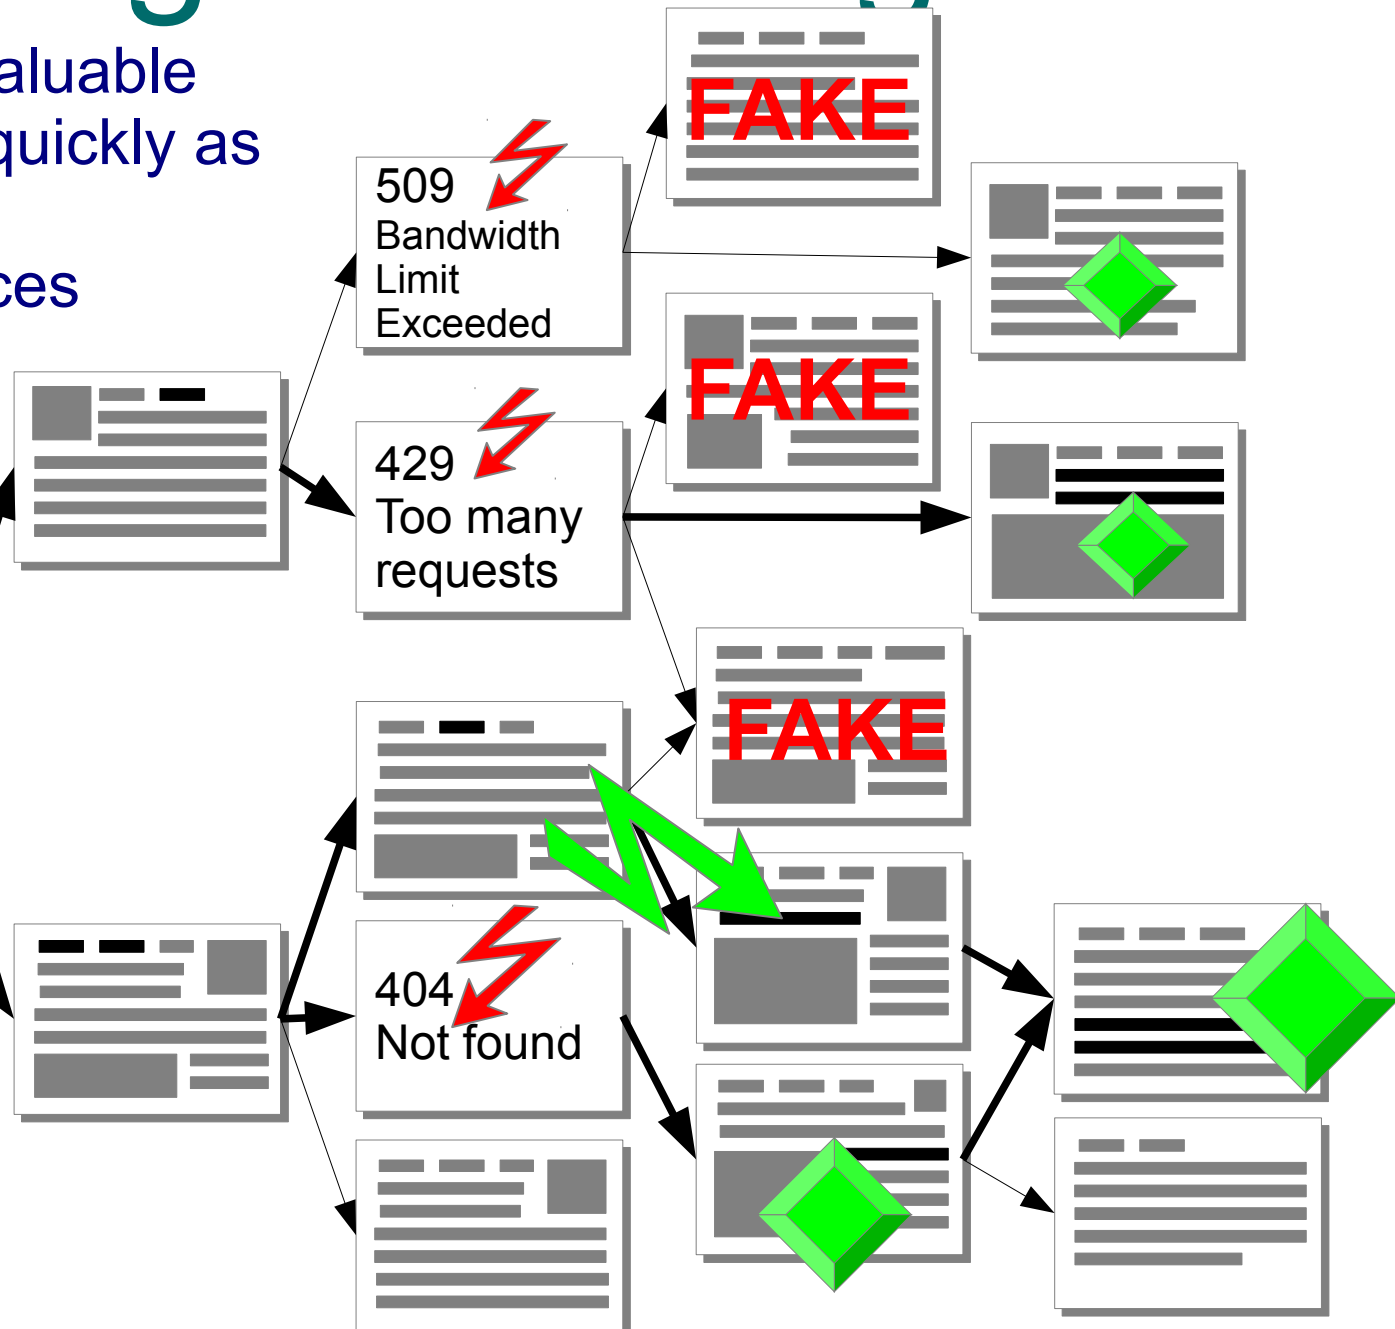 aluable
quickly as
ces
FAKE
509
Bandwidth
Limit
Exceeded
FAKE
429
Too many
requests
FAKE
404
Not found